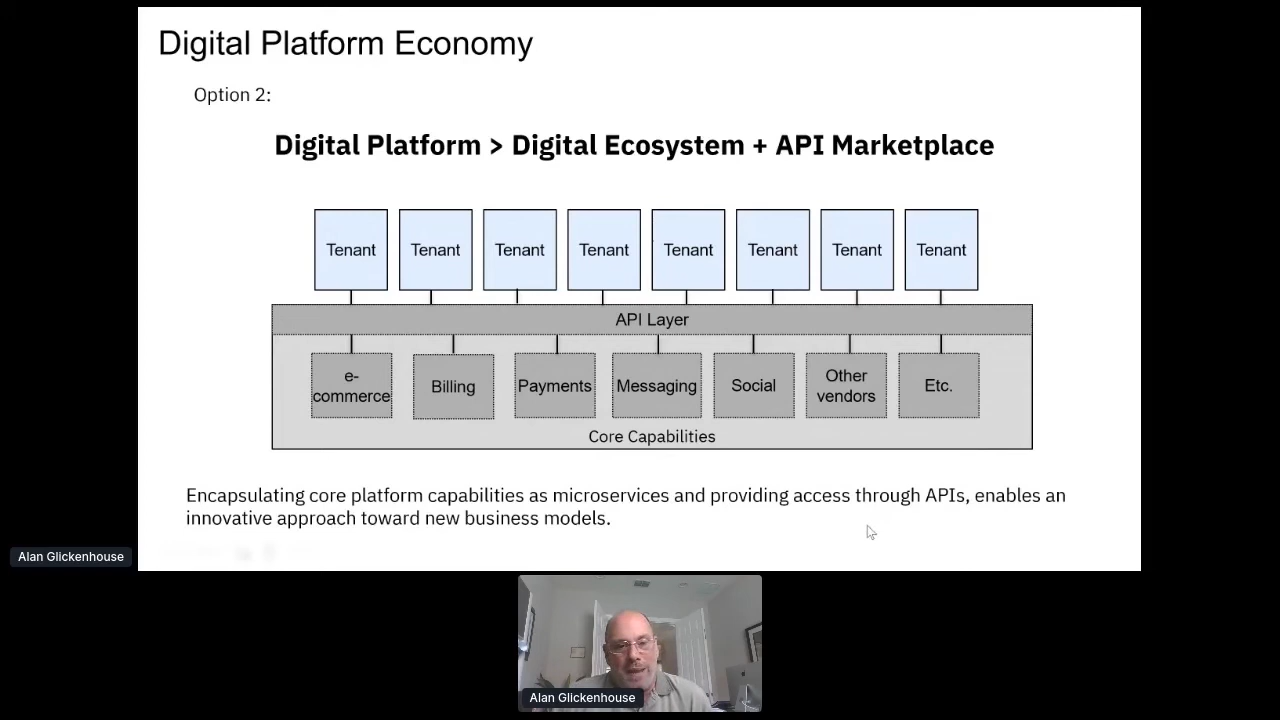 Digital Platform Economy
Option 2:
Digital Platform > Digital Ecosystem + API Marketplace
Tenant Tenant Tenant Tenant Tenant Tenant Tenant Tenant
API Layer
e-
commerce
Billing
Payments
Messaging
Social
Other
vendors
Etc.
Core Capabilities
Encapsulating core platform capabilities as microservices and providing access through APIs, enables an
innovative approach toward new business models.
Alan Glickenhouse
Alan Glickenhouse